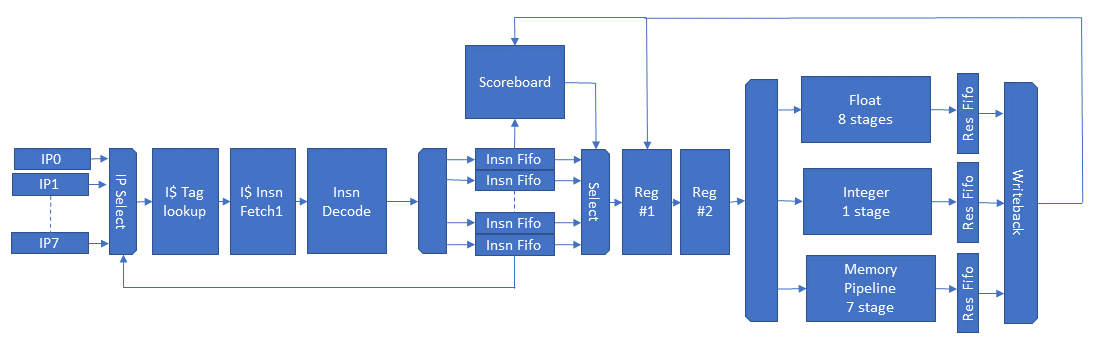 Scoreboard
IP0
IP1
IP7
IP Select
I$ Tag
lookup
I$ Insn
Fetch1
Insn
Decode
Insn Fifo
Insn Fifo
Insn Fifo
Insn Fifo
Select
Reg
#1
Reg
#2
Float
8 stages
Integer
1 stage
Memory
Pipeline
7 stage
Res Fifo
Res Fifo
Res Fifo
Writeback